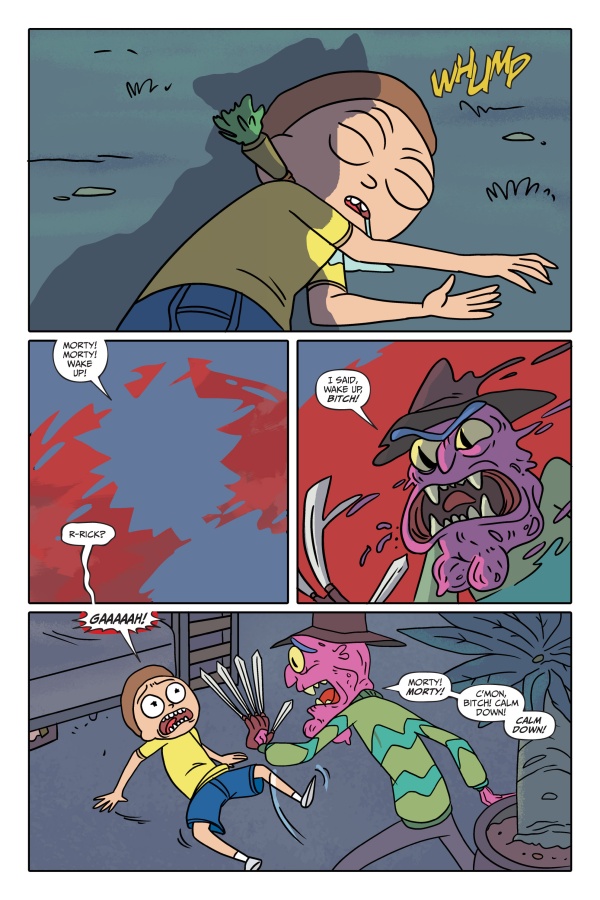 WHUMP
MORTY!
MORTY!
WAKE
UP!
R-RICK?
I SAID,
WAKE UP,
BITCH!
GAAAAAH!
MORTY!
MORTY!
C'MON,
BITCH! CALM
DOWN!
CALM
DOWN!